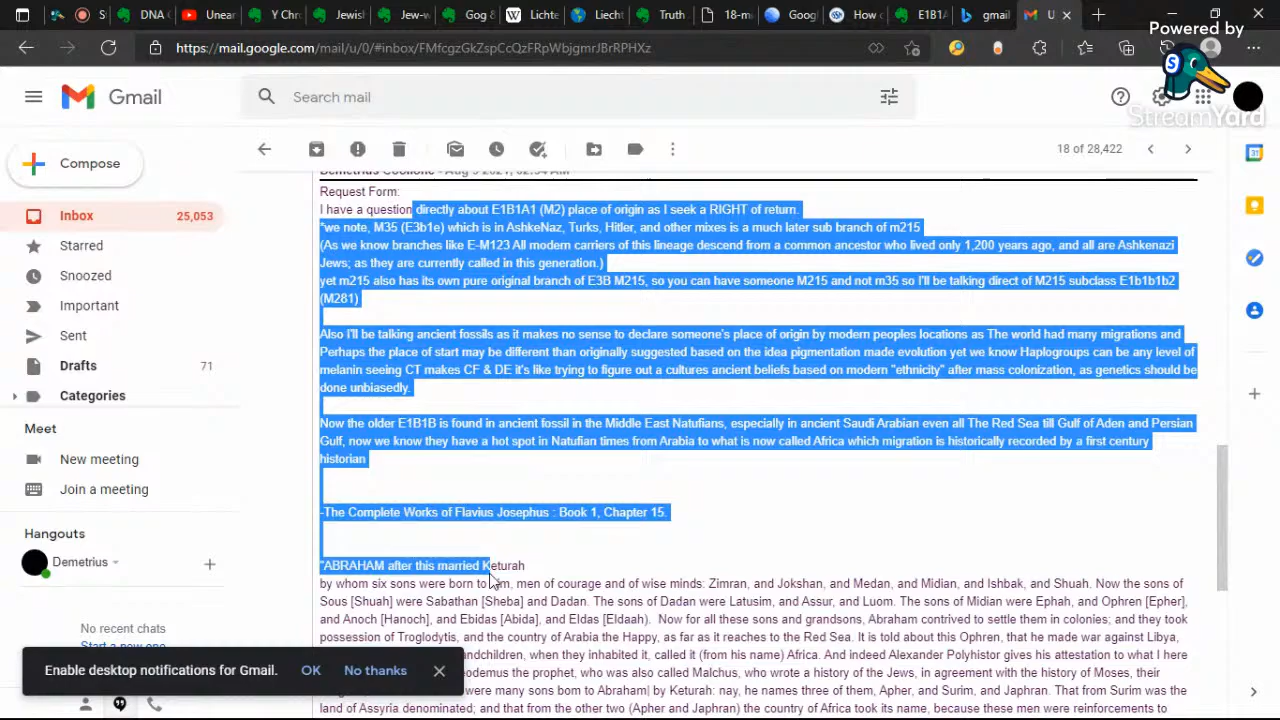 S
DNA
Unear
Y Chro
Jewish
Jew-w
Gog &
Lichte
Liecht
Truth
18-m
Goog
How c
E1B1A
gmail
U
Powered by
https://mail.google.com/mail/u/0/#inbox/FMfcgzGkZspCcQzFRpWbjgmrJBrRPHXz
Gmail
Search mail
StreamYard
Compose
18 of 28,422
Inbox 25,053
Starred
Snoozed
Important
Sent
Drafts 71
Categories
Meet
New meeting
Join a meeting
Hangouts
Demetrius
No recent chats
Start a new one
Request Form:
I have a question directly about E1B1A1 (M2) place of origin as I seek a RIGHT of return.
*we note, M35 (E3b1e) which is in AshkeNaz, Turks, Hitler, and other mixes is a much later sub branch of m215
(As we know branches like E-M123 All modern carriers of this lineage descend from a common ancestor who lived only 1,200 years ago, and all are Ashkenazi
Jews; as they are currently called in this generation.)
yet m215 also has its own pure original branch of E3B M215, so you can have someone M215 and not m35 so I'll be talking direct of M215 subclass E1b1b1b2
(M281)
Also I'll be talking ancient fossils as it makes no sense to declare someone's place of origin by modern peoples locations as The world had many migrations and
Perhaps the place of start may be different than originally suggested based on the idea pigmentation made evolution yet we know Haplogroups can be any level of
melanin seeing CT makes CF & DE it's like trying to figure out a cultures ancient beliefs based on modern "ethnicity" after mass colonization, as genetics should be
done unbiasedly.
Now the older E1B1B is found in ancient fossil in the Middle East Natufians, especially in ancient Saudi Arabian even all The Red Sea till Gulf of Aden and Persian
Gulf, now we know they have a hot spot in Natufian times from Arabia to what is now called Africa which migration is historically recorded by a first century
historian
-The Complete Works of Flavius Josephus : Book 1, Chapter 15.
"ABRAHAM after this married Keturah
by whom six sons were born to him, men of courage and of wise minds: Zimran, and Jokshan, and Medan, and Midian, and Ishbak, and Shuah. Now the sons of
Sous [Shuah] were Sabathan [Sheba] and Dadan. The sons of Dadan were Latusim, and Assur, and Luom. The sons of Midian were Ephah, and Ophren [Epher],
and Anoch [Hanoch], and Ebidas [Abida], and Eldas [Eldaah]. Now for all these sons and grandsons, Abraham contrived to settle them in colonies; and they took
possession of Troglodytis, and the country of Arabia the Happy, as far as it reaches to the Red Sea. It is told about this Ophren, that he made war against Libya,
andchildren, when they inhabited it, called it (from his name) Africa. And indeed Alexander Polyhistor gives his attestation to what I here
eodemus the prophet, who was also called Malchus, who wrote a history of the Jews, in agreement with the history of Moses, their
were many sons born to Abraham by Keturah: nay, he names three of them, Apher, and Surim, and Japhran. That from Surim was the
land of Assyria denominated; and that from the other two (Apher and Japhran) the country of Africa took its name, because these men were reinforcements to
Enable desktop notifications for Gmail. OK No thanks